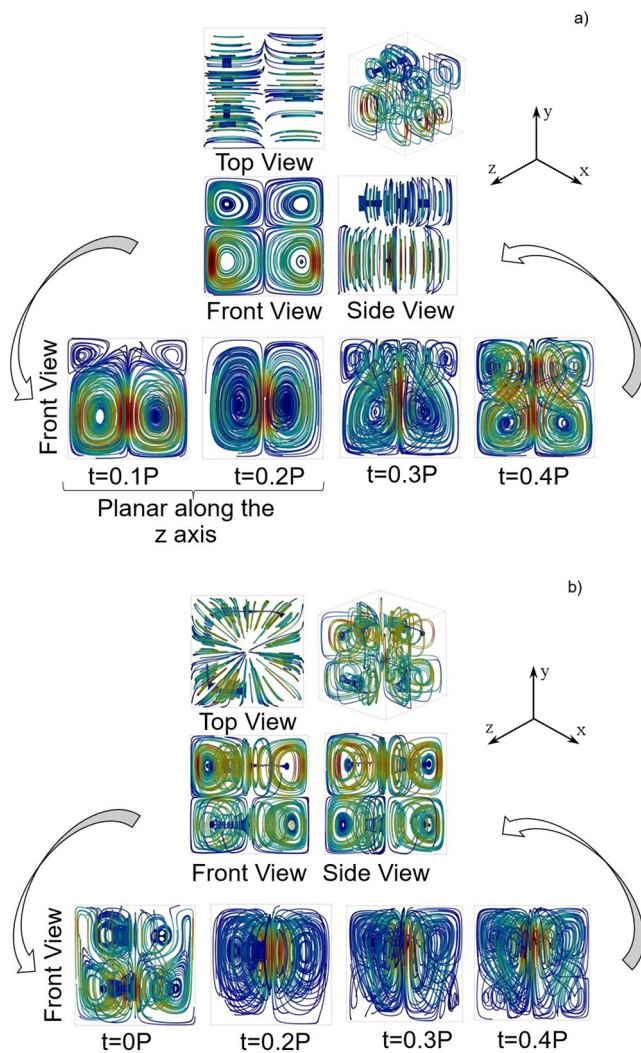 a)
Top View
y
z
x
Front View
Side View
Front View
t=0.1P
t=0.2P
t=0.3P
t=0.4P
Planar along the
z axis
b)
Top View
y
z
x
Front View
Side View
Front View
t=0P
t=0.2P
t=0.3P
t=0.4P